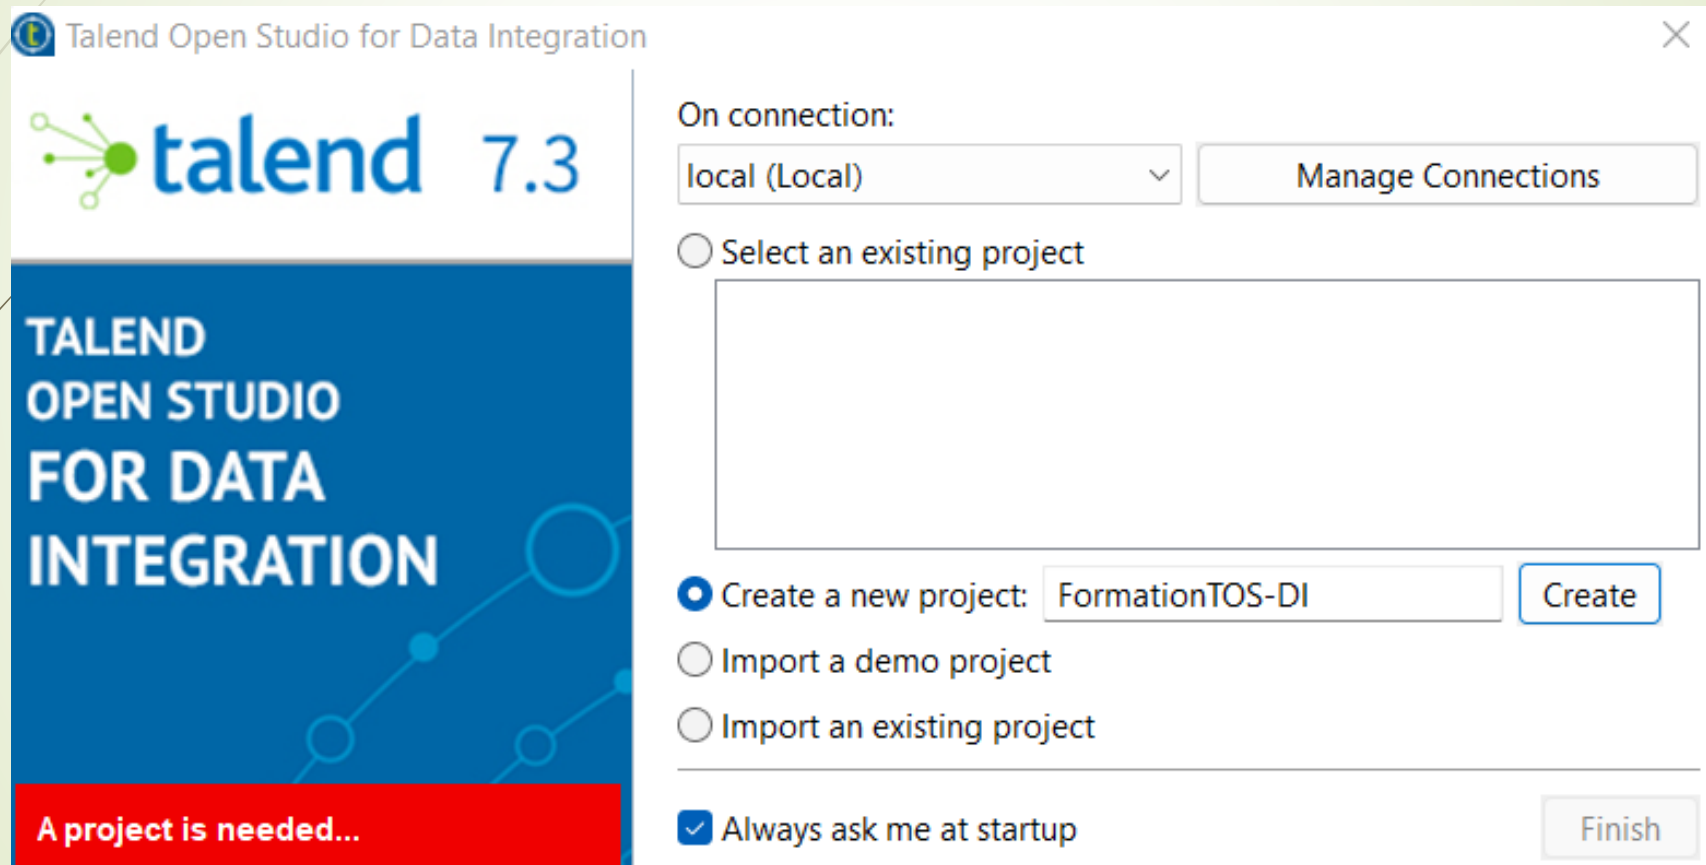 Talend Open Studio for Data Integration
talend 7.3
TALEND
OPEN STUDIO
FOR DATA
INTEGRATION
A project is needed...
On connection:
local (Local)
Manage Connections
Select an existing project
Create a new project: FormationTOS-DI Create
Import a demo project
Import an existing project
Always ask me at startup
Finish